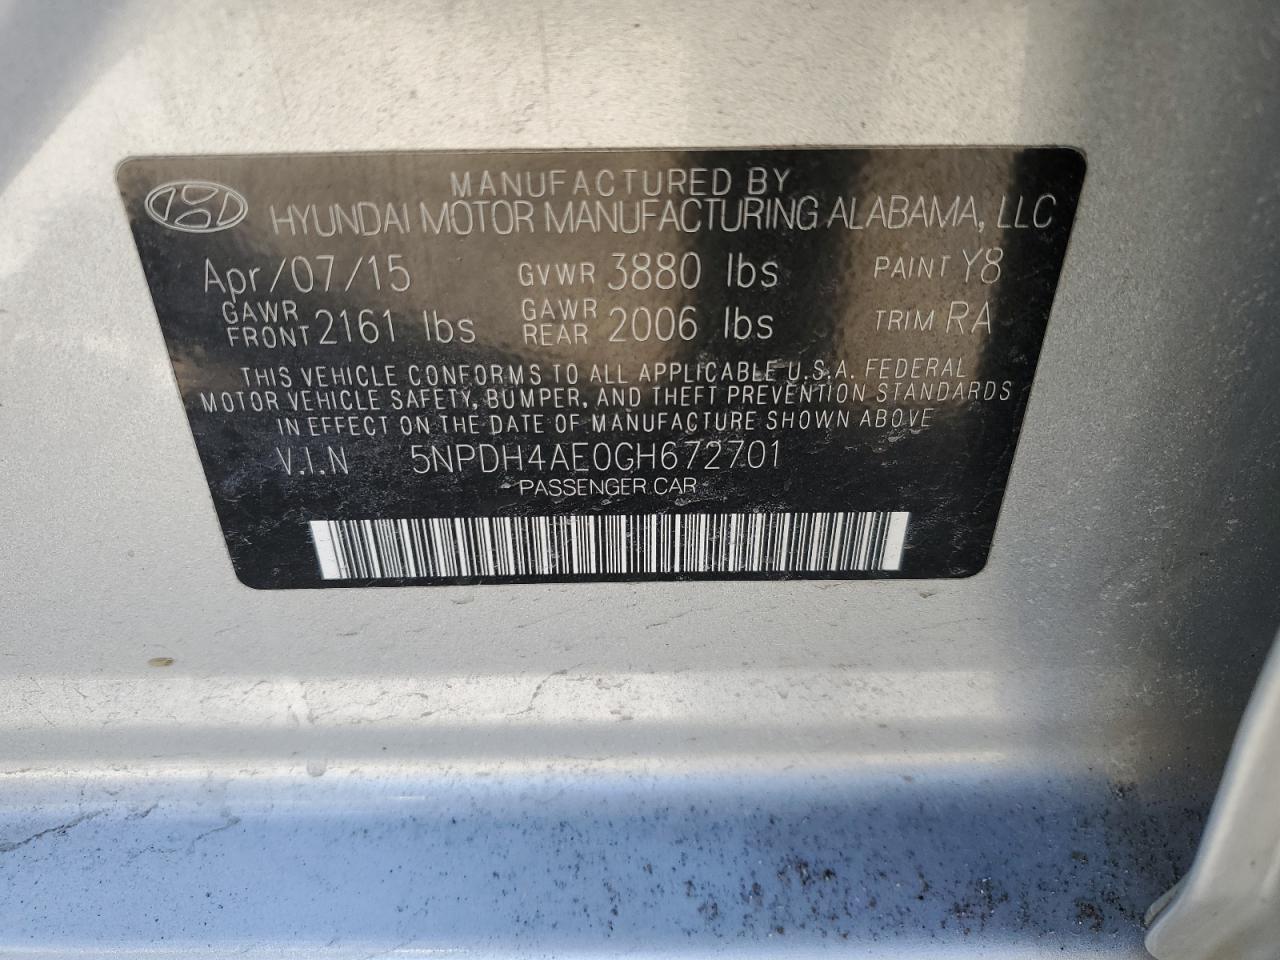 MANUFACTURED BY
HYUNDAI MOTOR MANUFACTURING ALABAMA, LLC
Apr/07/15 GVWR 3880 lbs PAINT Y8
GAWR FRONT 2161 lbs GAWR REAR 2006 lbs TRIM RA
THIS VEHICLE CONFORMS TO ALL APPLICABLE U.S.A. FEDERAL
MOTOR VEHICLE SAFETY, BUMPER, AND THEFT PREVENTION STANDARDS
IN EFFECT ON THE DATE OF MANUFACTURE SHOWN ABOVE
V.I.N 5NPDH4AE0GH672701
PASSENGER CAR